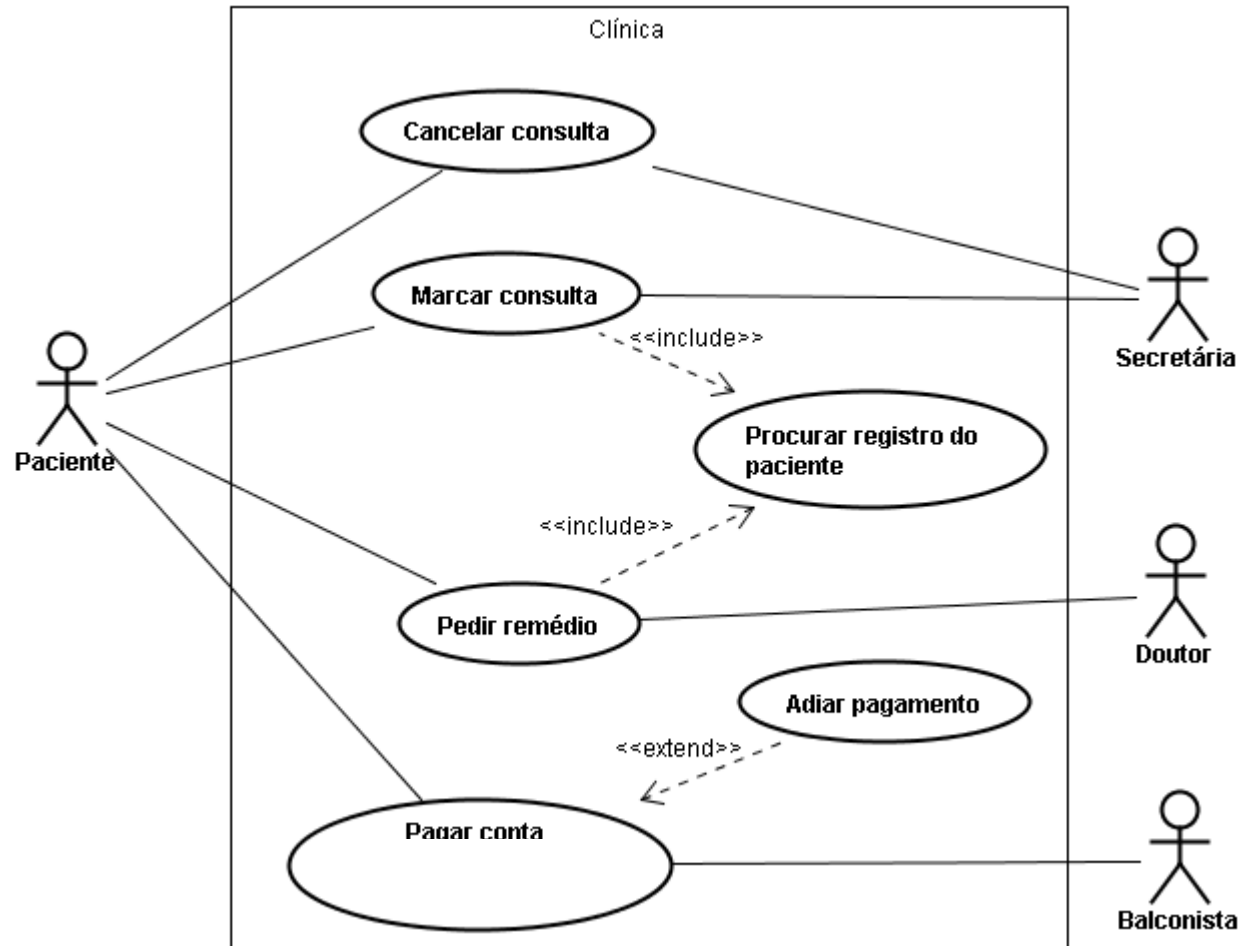 Clínica
Cancelar consulta
Marcar consulta
<<include>>
Secretária
Paciente
Procurar registro do
paciente
<<include>>
Pedir remédio
Doutor
Adiar pagamento
<<extend>>
Pagar conta
Balconista